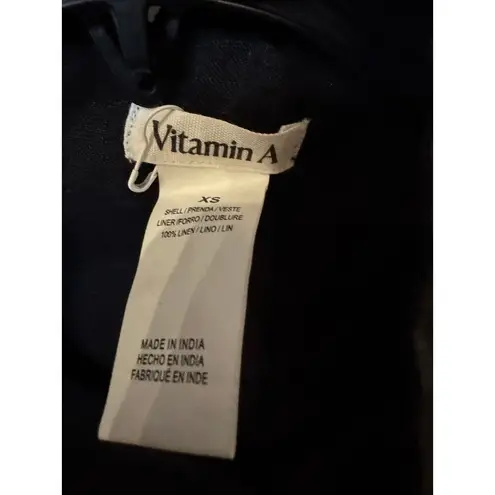 Vitamin A
XS
SHELL / PRENDA / VESTE
LINER /FORRO / DOUBLURE
100% LINEN / LINO / LIN
MADE IN INDIA
HECHO EN INDIA
FABRIQUÉ EN INDE